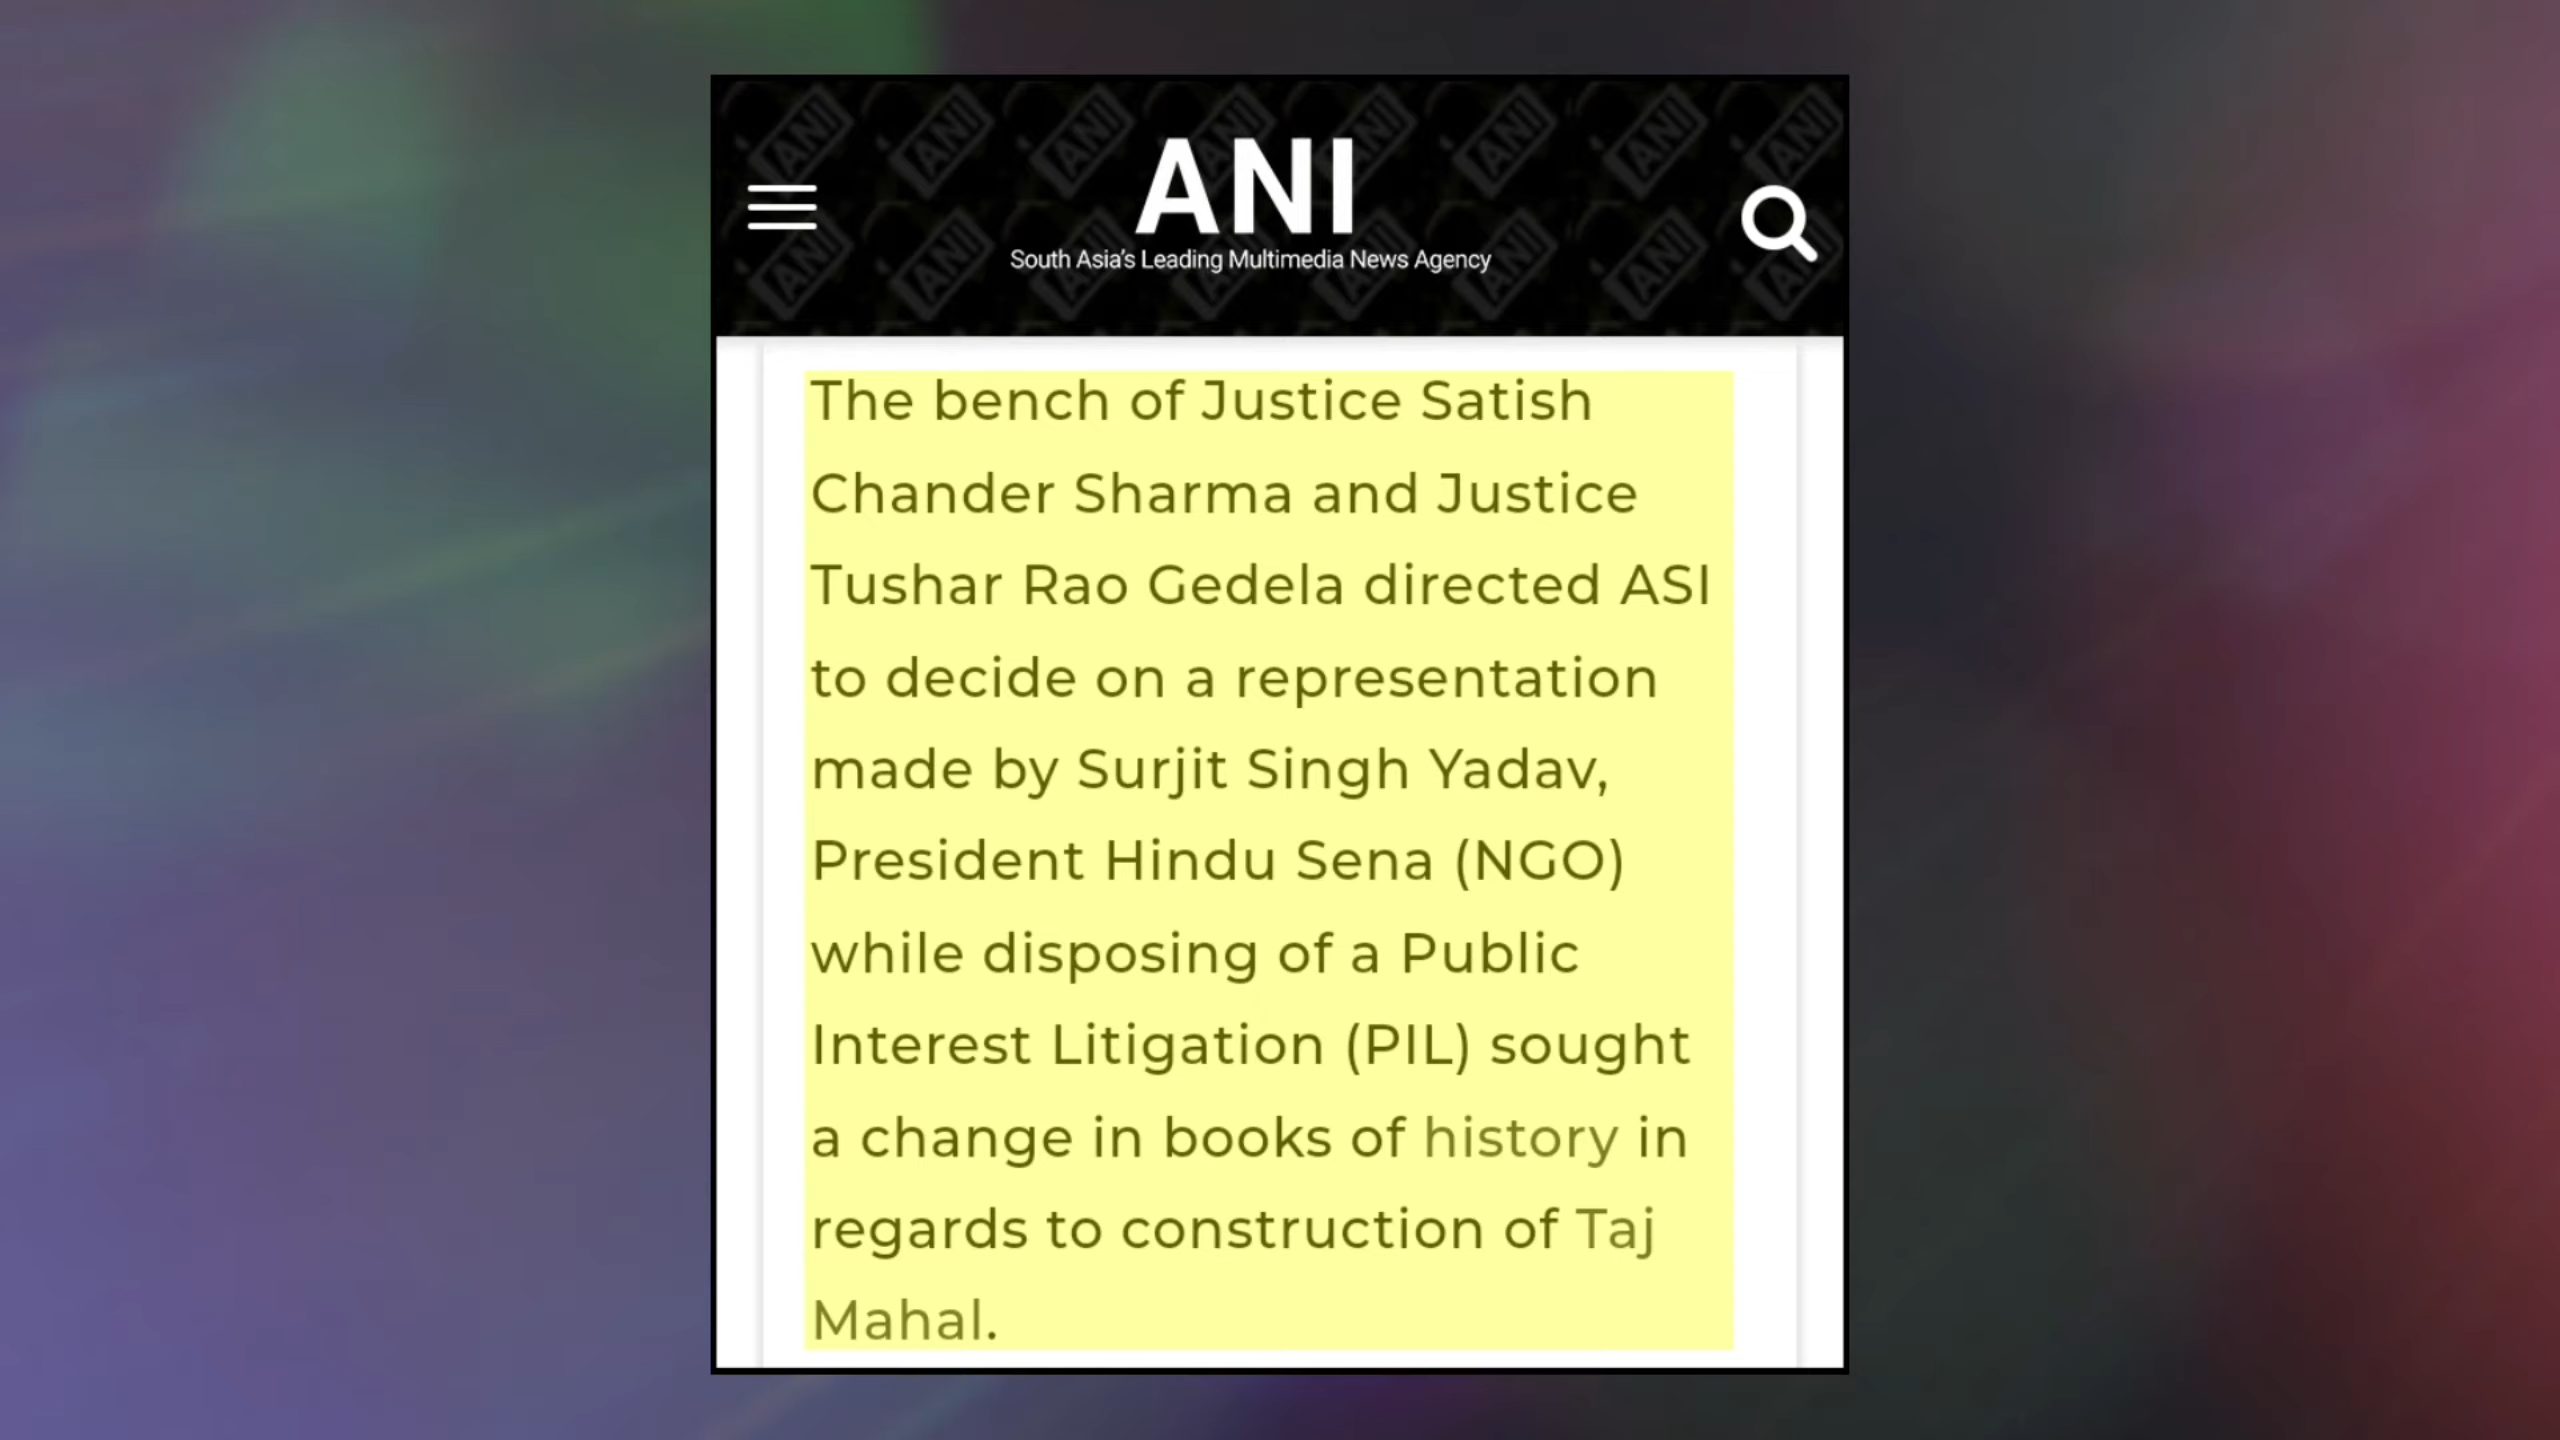 ANI
South Asia's Leading Multimedia News Agency
The bench of Justice Satish
Chander Sharma and Justice
Tushar Rao Gedela directed ASI
to decide on a representation
made by Surjit Singh Yadav,
President Hindu Sena (NGO)
while disposing of a Public
Interest Litigation (PIL) sought
a change in books of history in
regards to construction of Taj
Mahal.